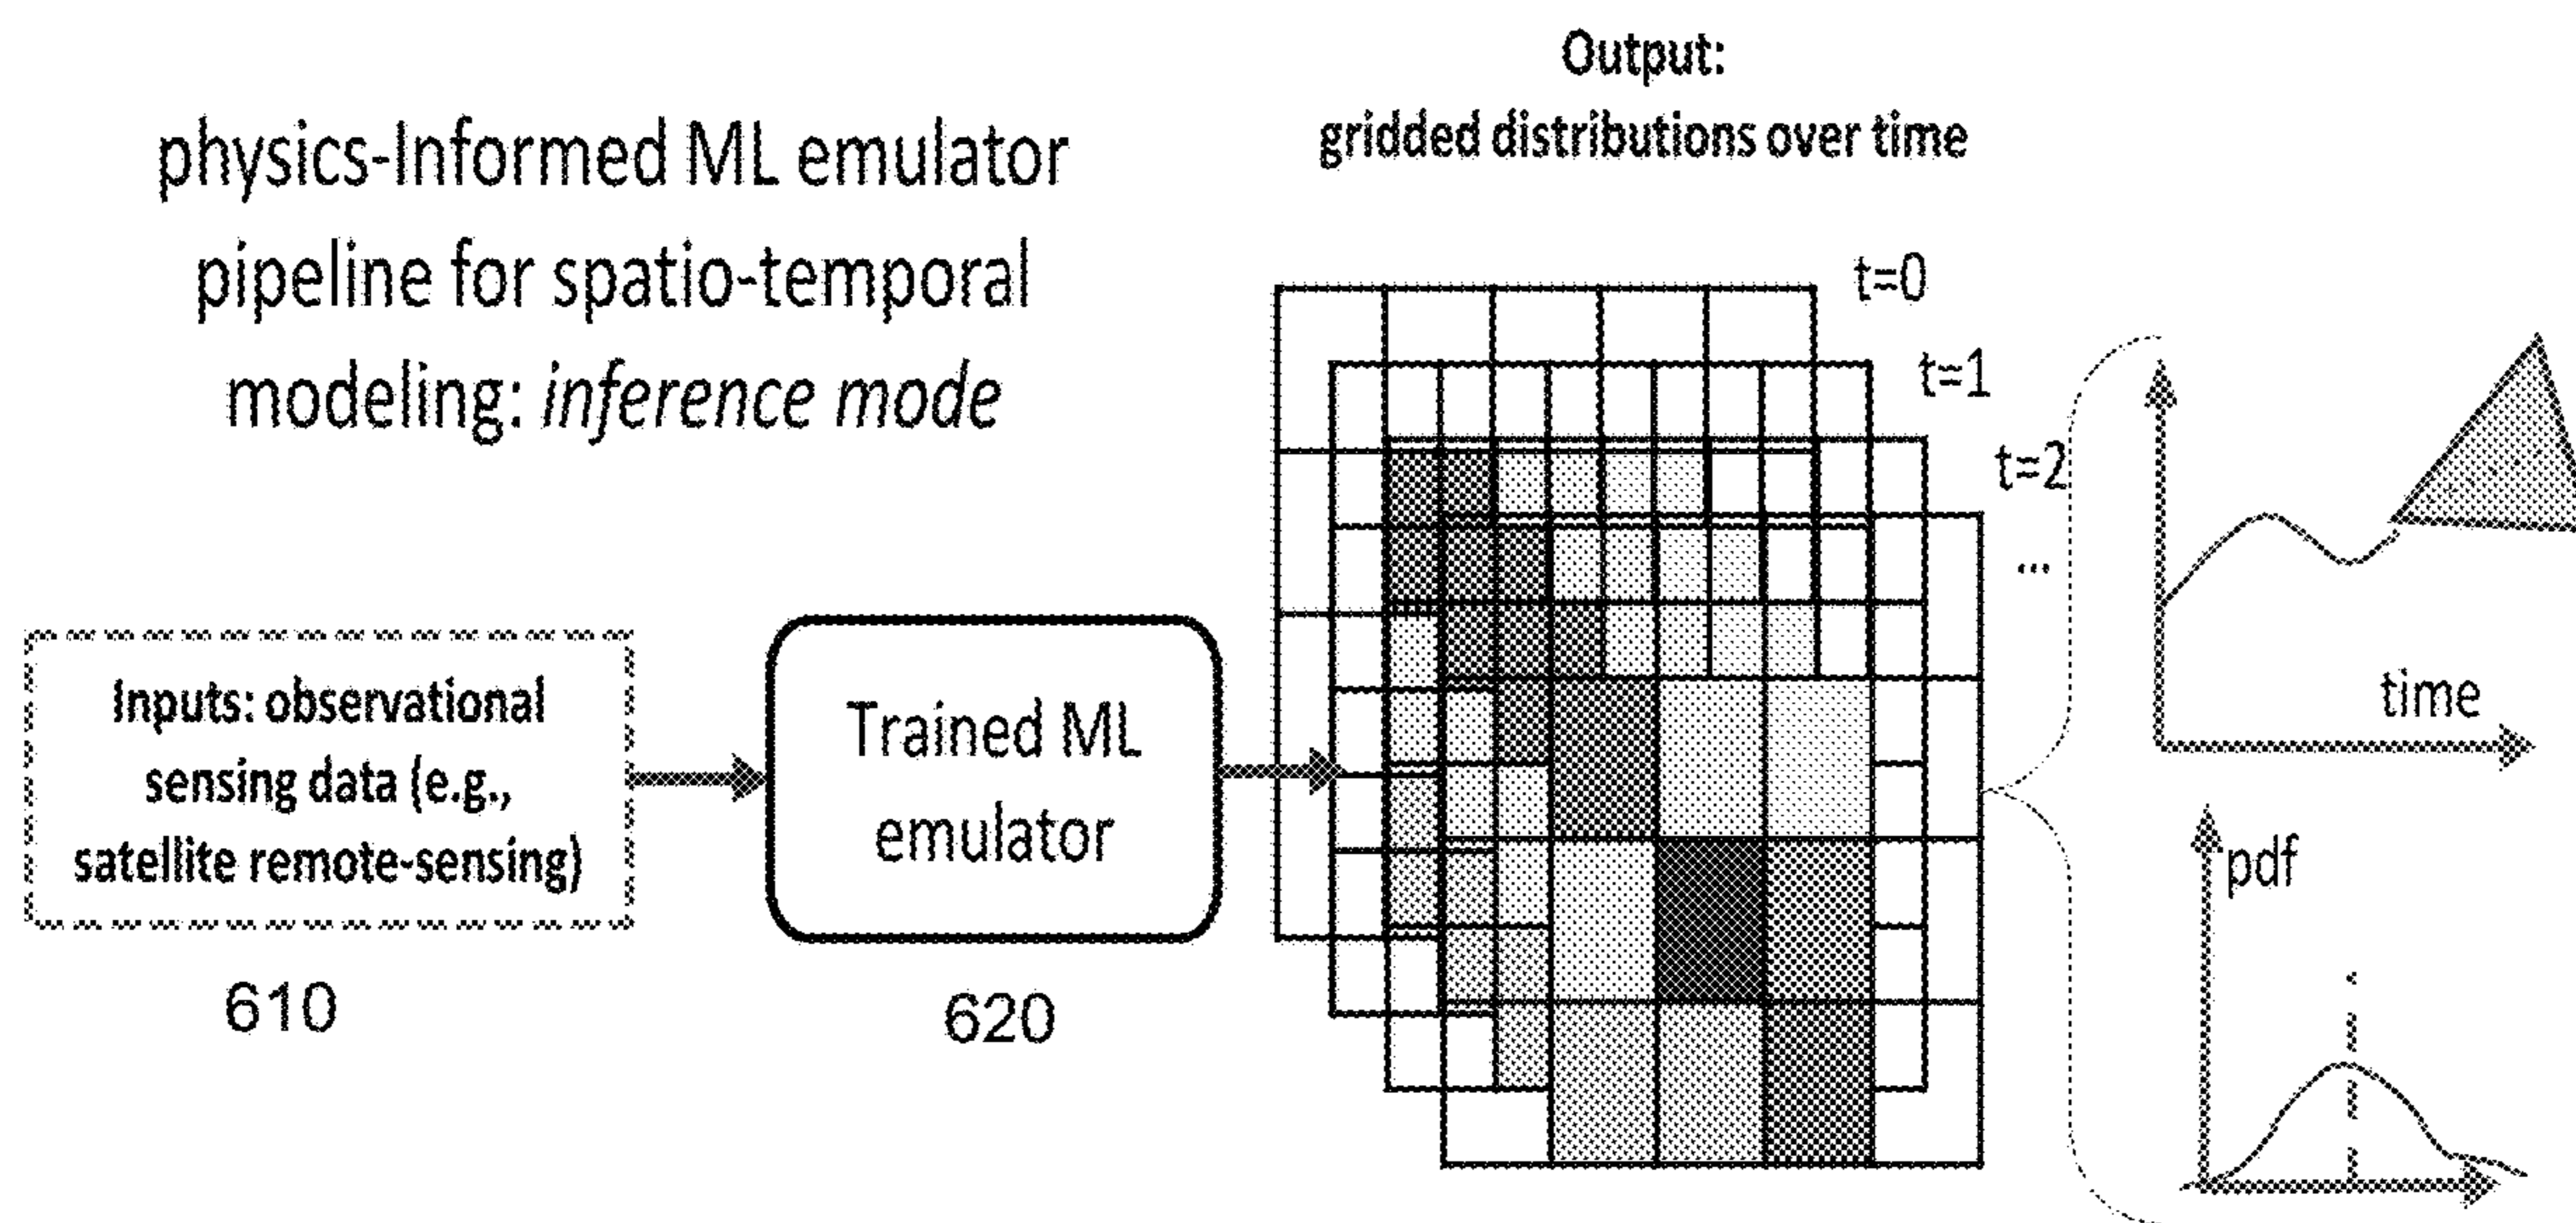 physics-Informed ML emulator
pipeline for spatio-temporal
modeling: inference mode
Output:
gridded distributions over time
t=0
t=1
t=2
...
Inputs: observational
sensing data (e.g.,
satellite remote-sensing)
610
Trained ML
emulator
620
time
pdf